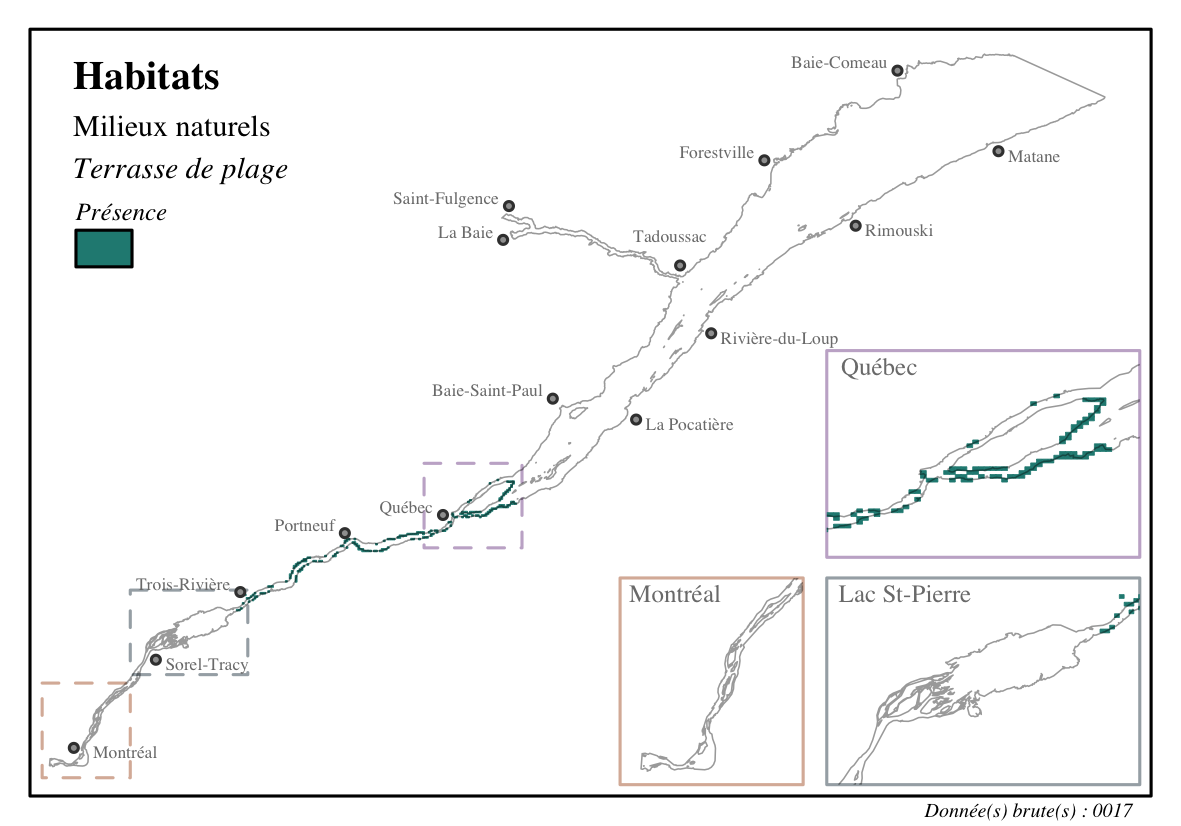 Habitats
Milieux naturels
Terrasse de plage
Présence
Baie-Comeau
Forestville
Matane
Saint-Fulgence
La Baie
Tadoussac
Rimouski
Rivière-du-Loup
Baie-Saint-Paul
La Pocatière
Québec
Portneuf
Trois-Rivière
Sorel-Tracy
Montréal
Québec
Montréal
Lac St-Pierre
Donnée(s) brute(s) : 0017